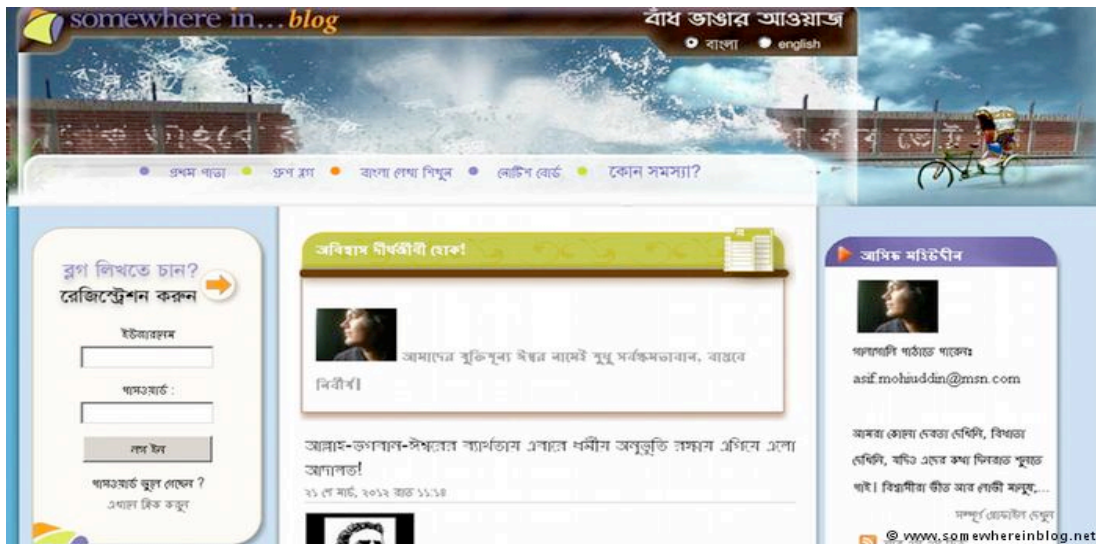 somewhere in... blog
বাঁধ ভাঙার আওয়াজ
বাংলা english
প্রথম পাতা গ্রুপ ব্লগ বাংলা লেখা শিখুন নোটিশ বোর্ড কোন সমস্যা?
ব্লগ লিখতে চান?
রেজিস্ট্রেশন করুন
ইউজারনেম
পাসওয়ার্ড :
লগ ইন
পাসওয়ার্ড ভুলে গেছেন ?
এখানে ক্লিক করুন
অবিশ্বাস দীর্ঘজীবী হোক!
আমাদের যুক্তিশূন্য ঈশ্বর নামেই শুধু সর্বক্ষমতাবান, বাস্তবে
নির্বীর্য।
আল্লাহ-ভগবান-ঈশ্বরের ব্যার্থতায় এবারে ধর্মীয় অনুভূতি রক্ষায় এগিয়ে এলো
আদালত!
২১ শে মার্চ, ২০১২ রাত ১১:১৪
আসিফ মহিউদ্দীন
গালাগালি পাঠাতে পারেনঃ
asif.mohiuddin@msn.com
আমরা কোনো দেবতা দেখিনি, বিধাতা
দেখিনি, যদিও এদের কথা দিনরাত শুনতে
পাই। বিশ্বাসীরা ভীত আর লোভী মানুষ,...
সম্পূর্ণ প্রোফাইল দেখুন
© www.somewhereinblog.net